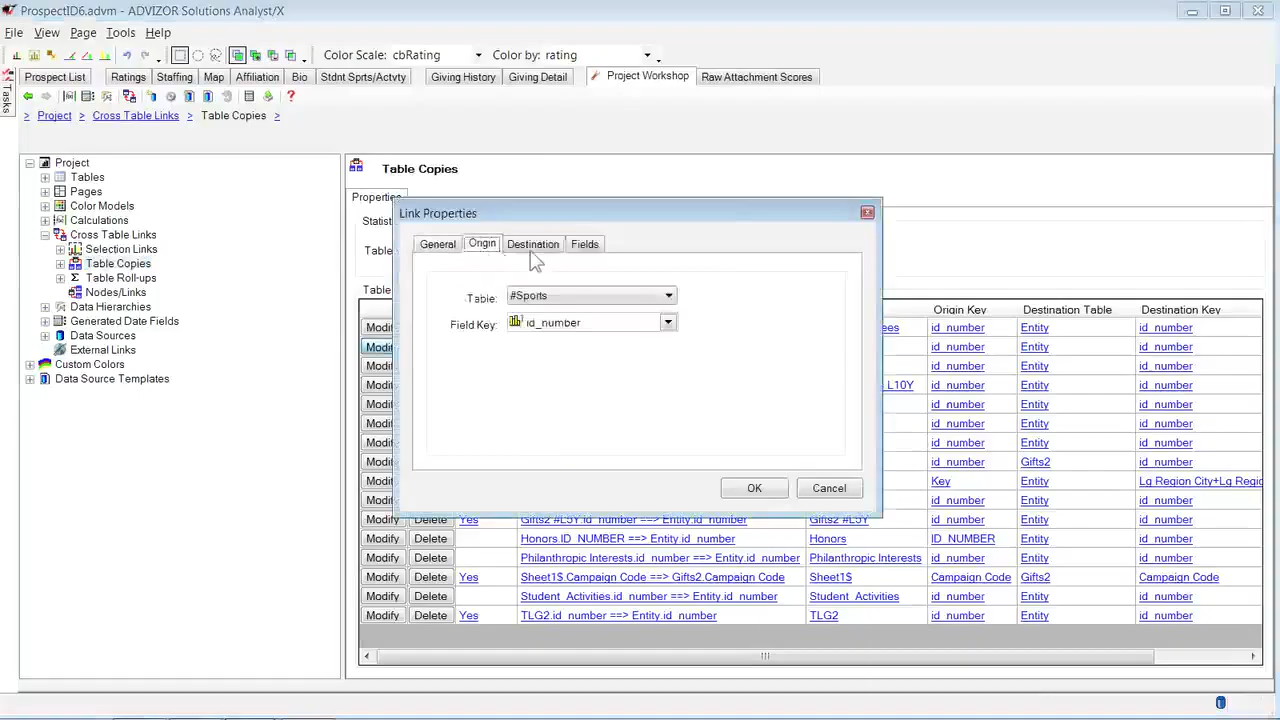 ProspectID6.advm - ADVIZOR Solutions Analyst/X
File View Page Tools Help
Color Scale: cbRating Color by: rating
Prospect List Ratings Staffing Map Affiliation Bio Stdnt Sprts/Actvty Giving History Giving Detail Project Workshop Raw Attachment Scores
Tasks
> Project > Cross Table Links > Table Copies >
Project
Tables
Pages
Color Models
Calculations
Cross Table Links
Selection Links
Table Copies
Table Roll-ups
Nodes/Links
Data Hierarchies
Generated Date Fields
Data Sources
External Links
Custom Colors
Data Source Templates
Table Copies
Properties
Statis
Table
Table
Link Properties
General Origin Destination Fields
Table: #Sports
Field Key: id_number
OK Cancel
Origin Key Destination Table Destination Key
Modi ees id_number Entity id_number
Modi id_number Entity id_number
Modi id_number Entity id_number
Modi L10Y id_number Entity id_number
Modi id_number Entity id_number
Modi id_number Entity id_number
Modi id_number Entity id_number
Modi id_number Gifts2 id_number
Modi Key Entity Lg Region City+Lg Regio
Modi id_number Entity id_number
Modify Delete Yes Gifts2 #L5Y.id_number ==> Entity.id_number Gifts2 #L5Y id_number Entity id_number
Modify Delete Honors.ID_NUMBER ==> Entity.id_number Honors ID_NUMBER Entity id_number
Modify Delete Philanthropic Interests.id_number ==> Entity.id_number Philanthropic Interests id_number Entity id_number
Modify Delete Yes Sheet1$.Campaign Code ==> Gifts2.Campaign Code Sheet1$ Campaign Code Gifts2 Campaign Code
Modify Delete Student_Activities.id_number ==> Entity.id_number Student_Activities id_number Entity id_number
Modify Delete Yes TLG2.id_number ==> Entity.id_number TLG2 id_number Entity id_number